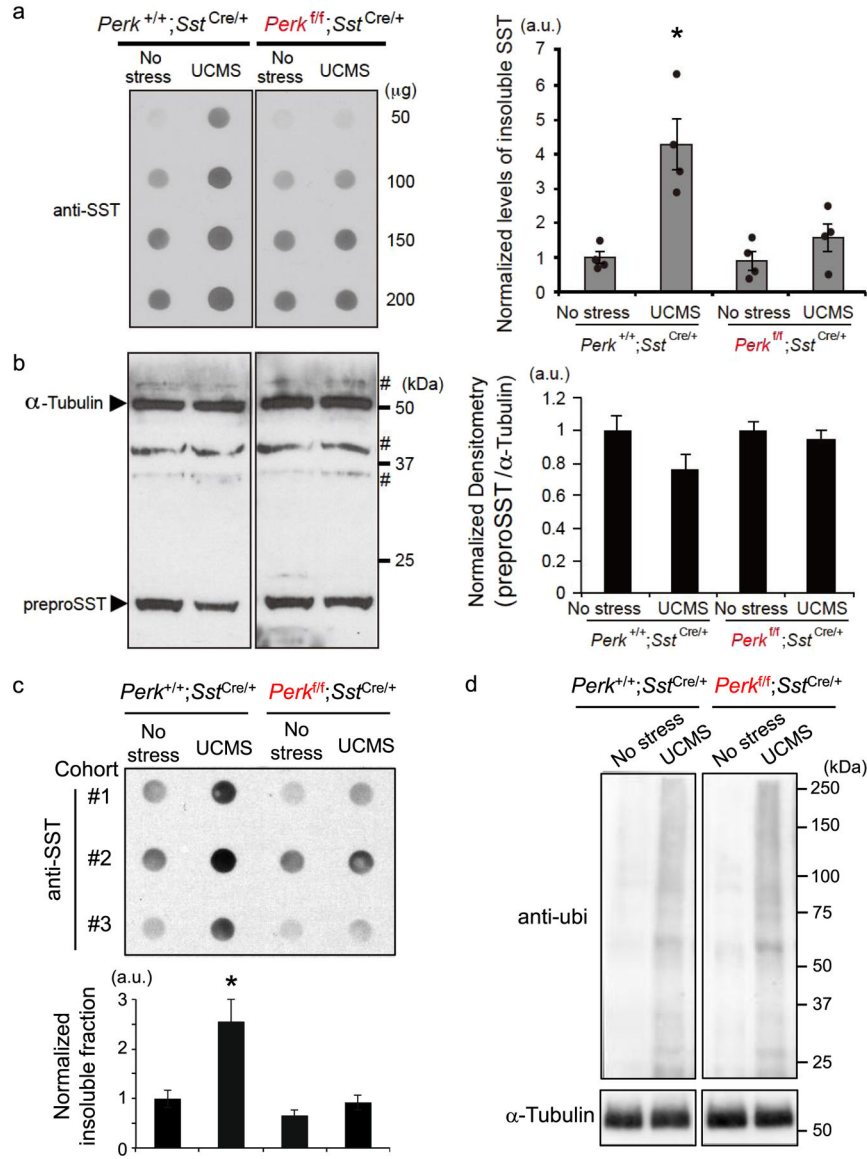 a
Perk+/+;SstCre/+ Perkf/f;SstCre/+
No stress UCMS No stress UCMS
(μg)
50
100
anti-SST
150
200
(a.u.)
Normalized levels of insoluble SST
7
6
5
4
3
2
1
0
*
No stress UCMS No stress UCMS
Perk+/+;SstCre/+ Perkf/f;SstCre/+
b
α-Tubulin
preproSST
# (kDa)
50
#
37
#
25
(a.u.)
Normalized Densitometry
(preproSST/α-Tubulin)
1.2
1
0.8
0.6
0.4
0.2
0
No stress UCMS No stress UCMS
Perk+/+;SstCre/+ Perkf/f;SstCre/+
c
Perk+/+;SstCre/+ Perkf/f;SstCre/+
No stress UCMS No stress UCMS
Cohort
anti-SST
#1
#2
#3
(a.u.)
Normalized
insoluble fraction
3
2
1
0
*
d
Perk+/+;SstCre/+ Perkf/f;SstCre/+
No stress UCMS No stress UCMS
(kDa)
250
150
100
75
50
37
25
anti-ubi
α-Tubulin
50